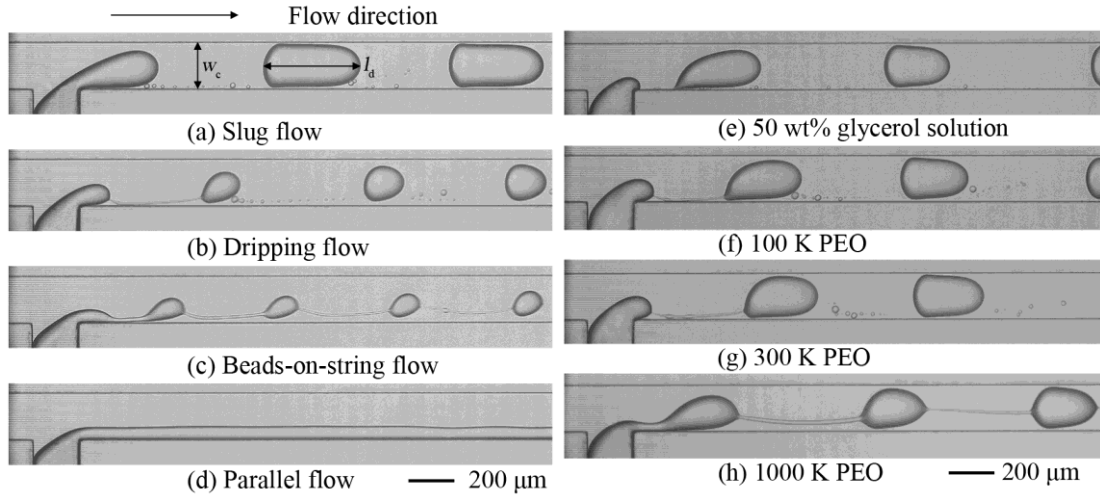 Flow direction
w_c
l_d
(a) Slug flow
(b) Dripping flow
(c) Beads-on-string flow
(d) Parallel flow
200 μm
(e) 50 wt% glycerol solution
(f) 100 K PEO
(g) 300 K PEO
(h) 1000 K PEO
200 μm